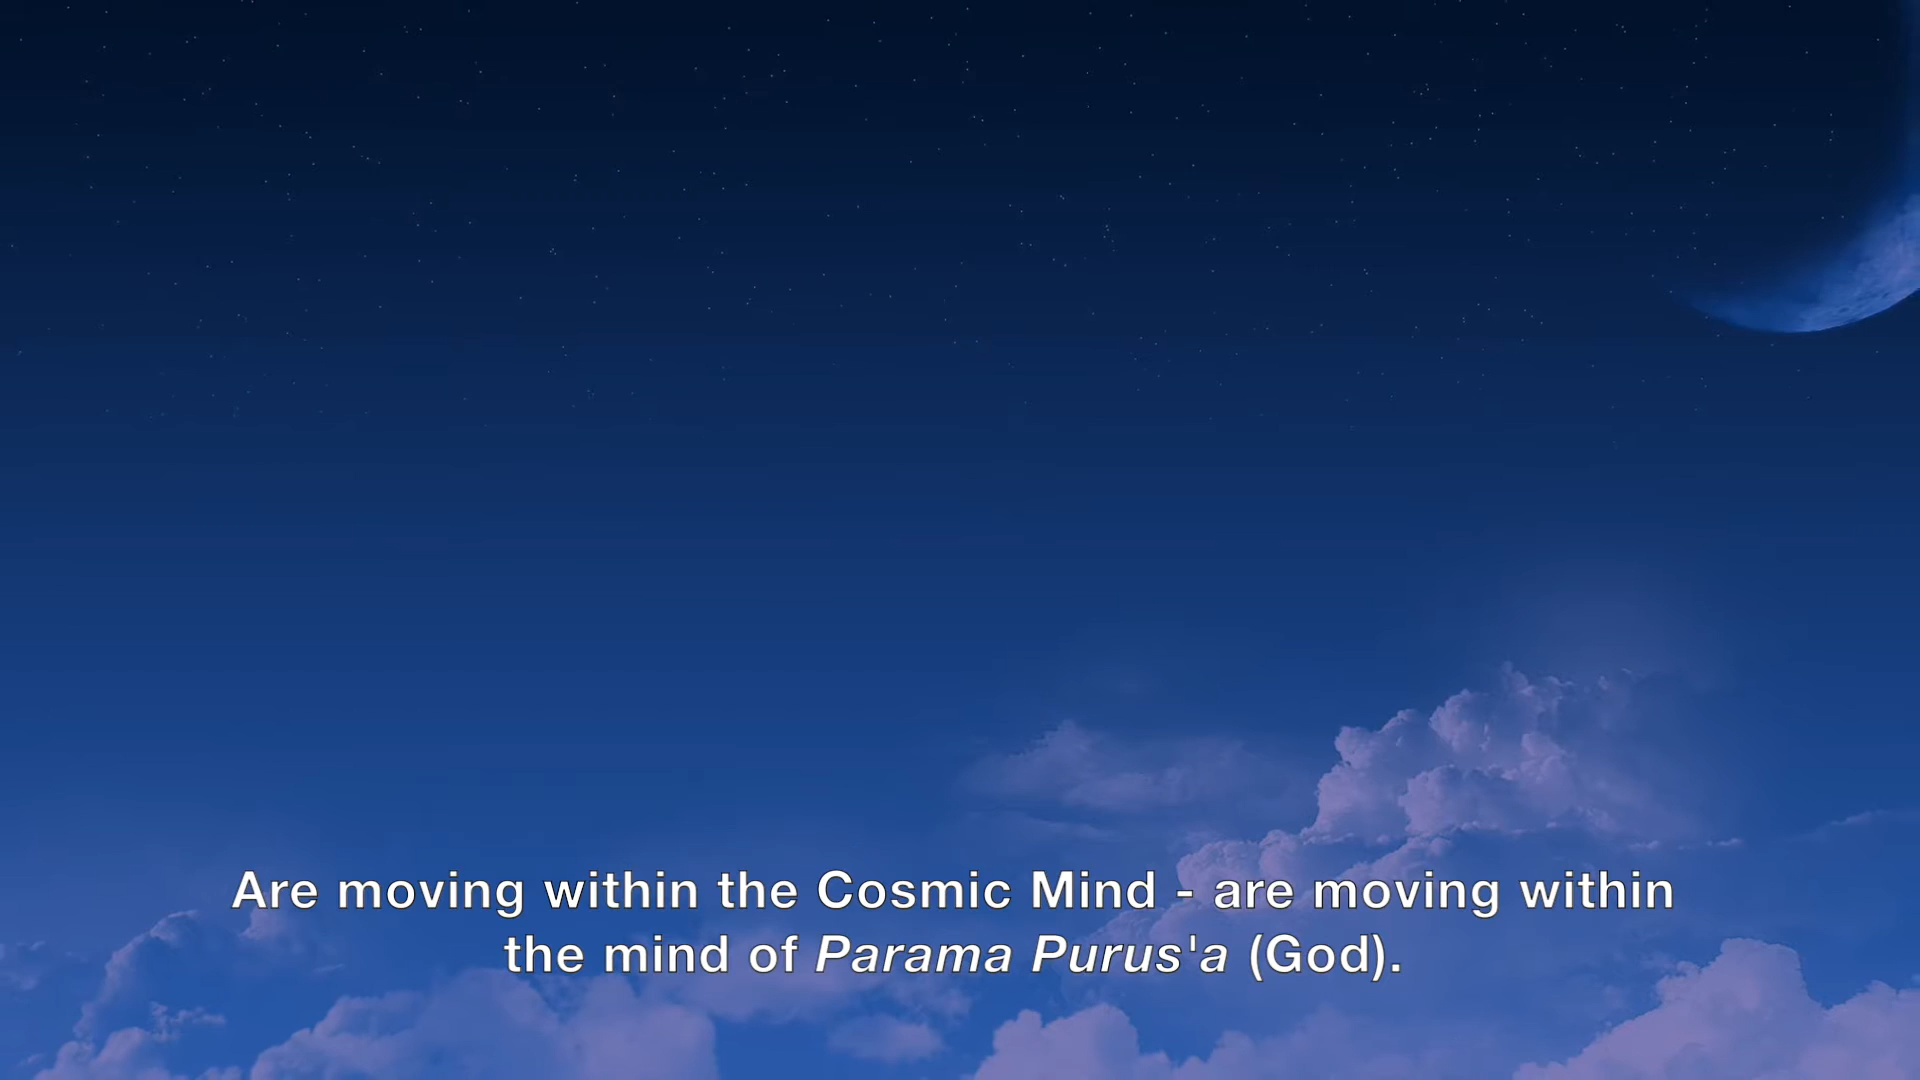 Are moving within the Cosmic Mind - are moving within
the mind of Parama Purus'a (God).